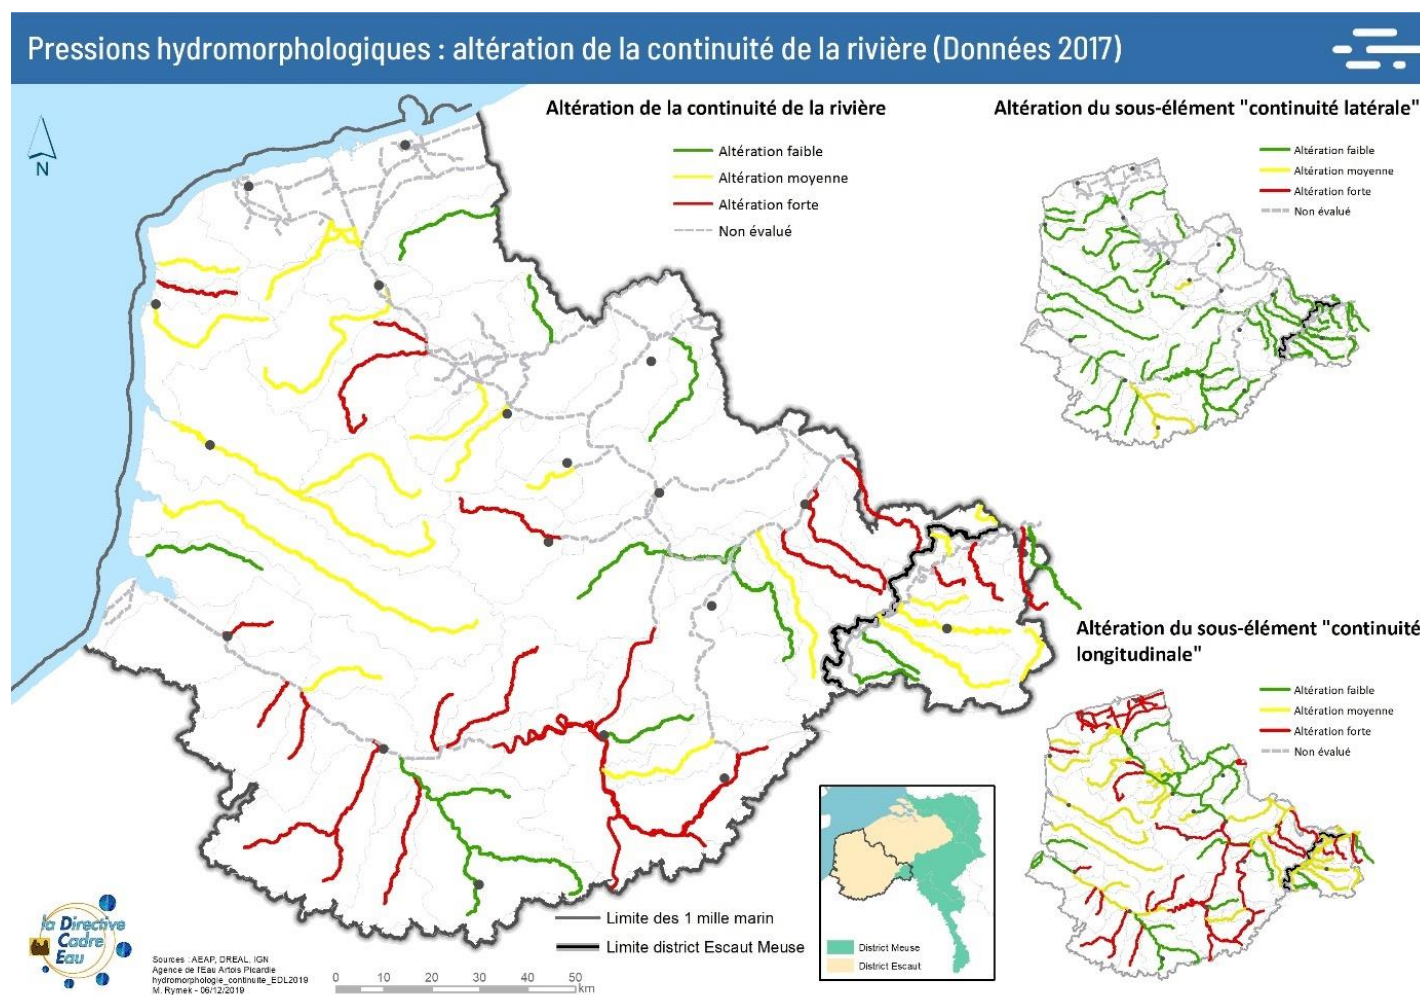 Pressions hydromorphologiques : altération de la continuité de la rivière (Données 2017)
N
Altération de la continuité de la rivière
Altération faible
Altération moyenne
Altération forte
Non évalué
Altération du sous-élément "continuité latérale"
Altération faible
Altération moyenne
Altération forte
Non évalué
Altération du sous-élément "continuité
longitudinale"
Altération faible
Altération moyenne
Altération forte
Non évalué
District Meuse
District Escaut
Limite des 1 mille marin
Limite district Escaut Meuse
la Directive
Cadre
Eau
Sources : AEAP, DREAL, IGN
Agence de l'Eau Artois Picardie
hydromorphologie_continuite_EDL2019
M. Rymek - 06/12/2019
0 10 20 30 40 50
km